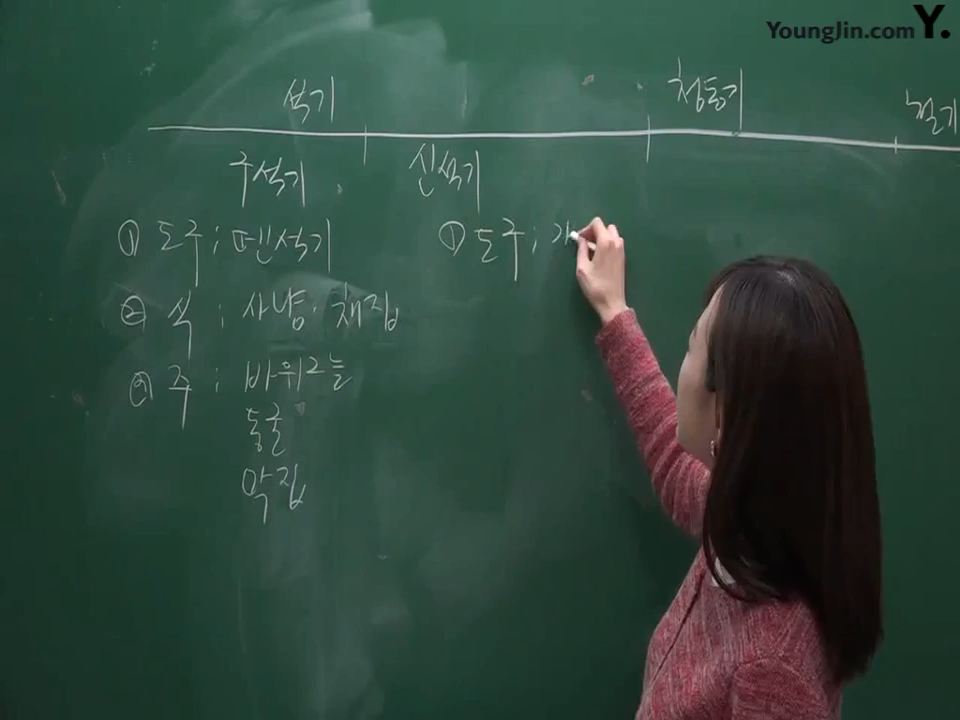 YoungJin.com Y.
석기 청동기 철기
구석기 신석기
① 도구 ; 뗀석기 ① 도구 ;
② 식 ; 사냥·채집
③ 주 ; 바위그늘
동굴
막집